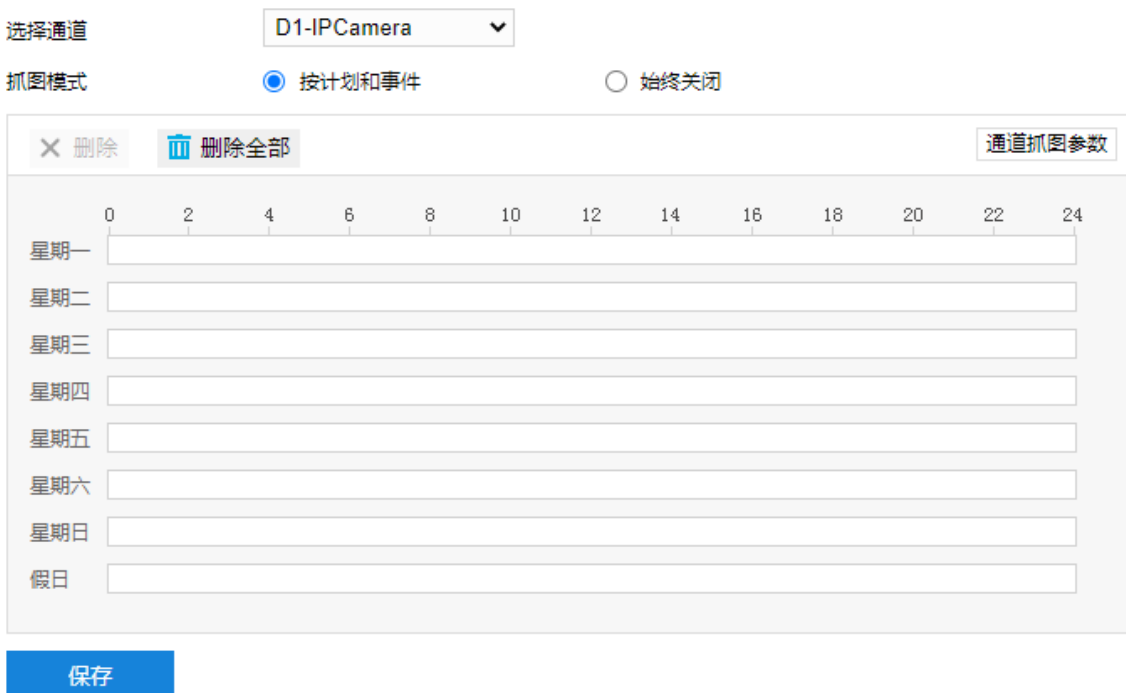 选择通道 D1-IPCamera
抓图模式 按计划和事件 始终关闭
删除 删除全部 通道抓图参数
0 2 4 6 8 10 12 14 16 18 20 22 24
星期一
星期二
星期三
星期四
星期五
星期六
星期日
假日
保存